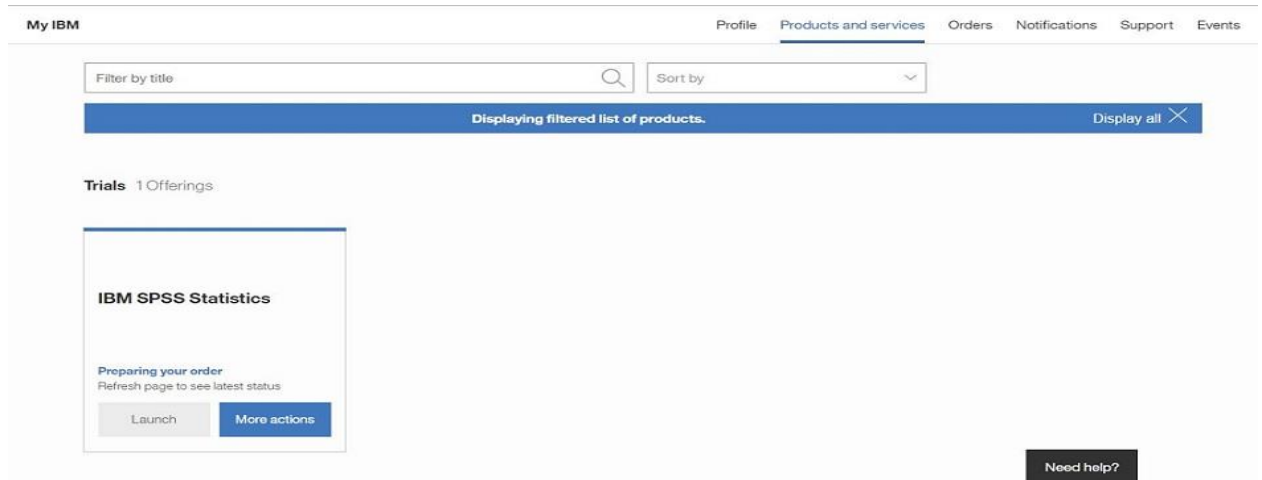 My IBM Profile Products and services Orders Notifications Support Events
Filter by title Sort by
Displaying filtered list of products. Display all
Trials 1 Offerings
IBM SPSS Statistics
Preparing your order
Refresh page to see latest status
Launch More actions
Need help?